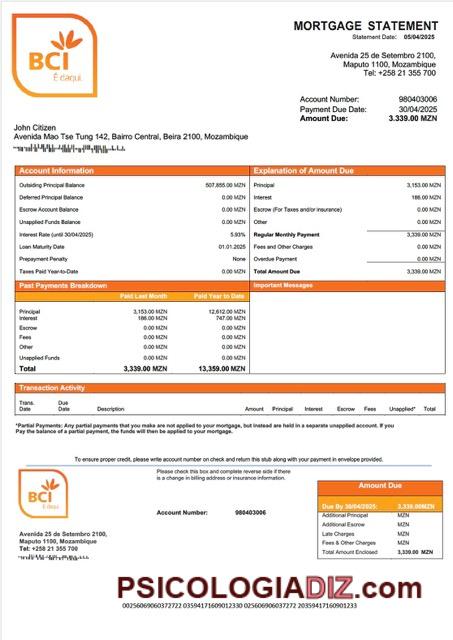 BCI
É daqui.
MORTGAGE STATEMENT
Statement Date: 05/04/2025
Avenida 25 de Setembro 2100,
Maputo 1100, Mozambique
Tel: +258 21 355 700
Account Number: 980403006
Payment Due Date: 30/04/2025
Amount Due: 3.339.00 MZN
John Citizen
Avenida Mao Tse Tung 142, Bairro Central, Beira 2100, Mozambique
Account Information
Outsiding Principal Balance 507,855.00 MZN
Deferred Principal Balance 0.00 MZN
Escrow Account Balance 0.00 MZN
Unapplied Funds Balance 0.00 MZN
Interest Rate (until 30/04/2025) 5.93%
Loan Maturity Date 01.01.2025
Prepayment Penalty None
Taxes Paid Year-to-Date 0.00 MZN
Explanation of Amount Due
Principal 3,153.00 MZN
Interest 186.00 MZN
Escrow (For Taxes and/or insurance) 0.00 MZN
Other 0.00 MZN
Regular Monthly Payment 3,339.00 MZN
Fees and Other Charges 0.00 MZN
Overdue Payment 0.00 MZN
Total Amount Due 3,339.00 MZN
Past Payments Breakdown
Paid Last Month Paid Year to Date
Principal 3,153.00 MZN 12,612.00 MZN
Interest 186.00 MZN 747.00 MZN
Escrow 0.00 MZN 0.00 MZN
Fees 0.00 MZN 0.00 MZN
Other 0.00 MZN 0.00 MZN
Unapplied Funds 0.00 MZN 0.00 MZN
Total 3,339.00 MZN 13,359.00 MZN
Important Messages
Transaction Activity
Trans. Date Due Date Description Amount Principal Interest Escrow Fees Unapplied* Total
*Partial Payments: Any partial payments that you make are not applied to your mortgage, but instead are held in a separate unapplied account. If you
Pay the balance of a partial payment, the funds will then be applied to your mortgage.
To ensure proper credit, please write account number on check and return this stub along with your payment in envelope provided.
BCI
É daqui.
Please check this box and complete reverse side if there
is a change in billing address or insurance information.
Account Number: 980403006
Avenida 25 de Setembro 2100,
Maputo 1100, Mozambique
Tel: +258 21 355 700
Amount Due
Due By 30/04/2025: 3,339.00MZN
Additional Principal MZN
Additional Escrow MZN
Late Charges MZN
Fees & Other Charges MZN
Total Amount Enclosed 3,339.00 MZN
PSICOLOGIADIZ.com
00256069060372722 03594171609012330 02560690603​72722 20359417160901233